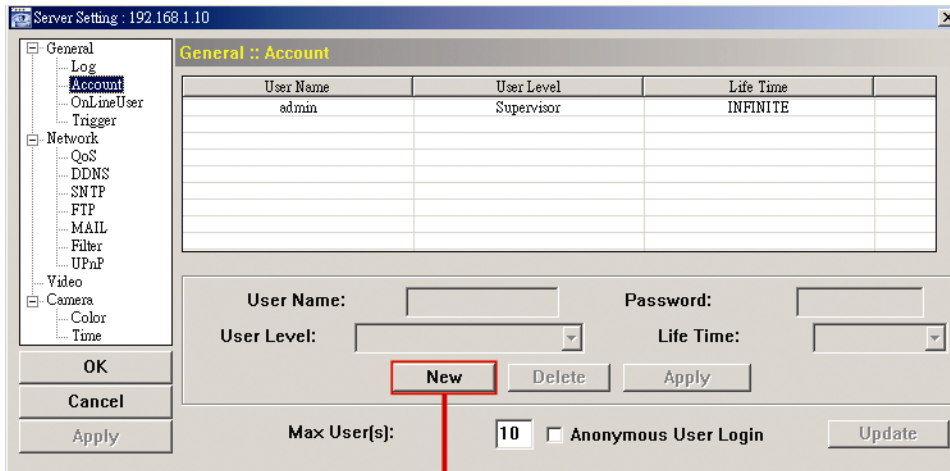 Server Setting : 192.168.1.10
General
Log
Account
OnLineUser
Trigger
Network
QoS
DDNS
SNTP
FTP
MAIL
Filter
UPnP
Video
Camera
Color
Time
OK
Cancel
Apply
General :: Account
User Name User Level Life Time
admin Supervisor INFINITE
User Name: Password:
User Level: Life Time:
New Delete Apply
Max User(s): 10 Anonymous User Login Update